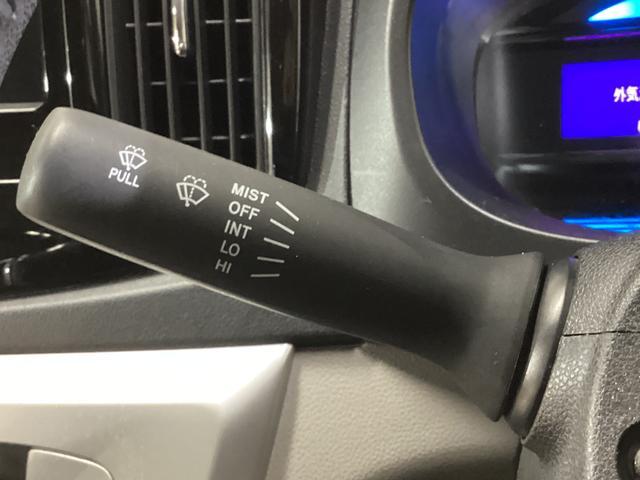 PULL
MIST
OFF
INT
LO
HI
外気